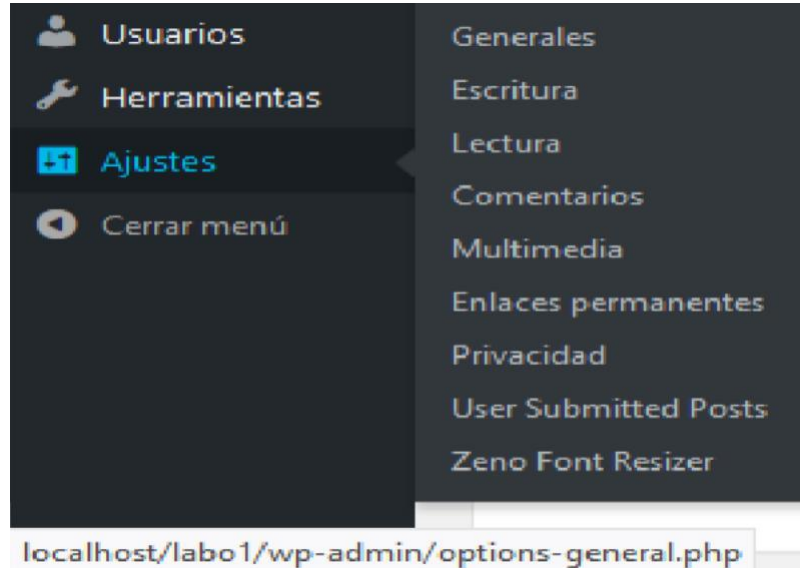 Usuarios
Herramientas
Ajustes
Cerrar menú
Generales
Escritura
Lectura
Comentarios
Multimedia
Enlaces permanentes
Privacidad
User Submitted Posts
Zeno Font Resizer
localhost/labo1/wp-admin/options-general.php